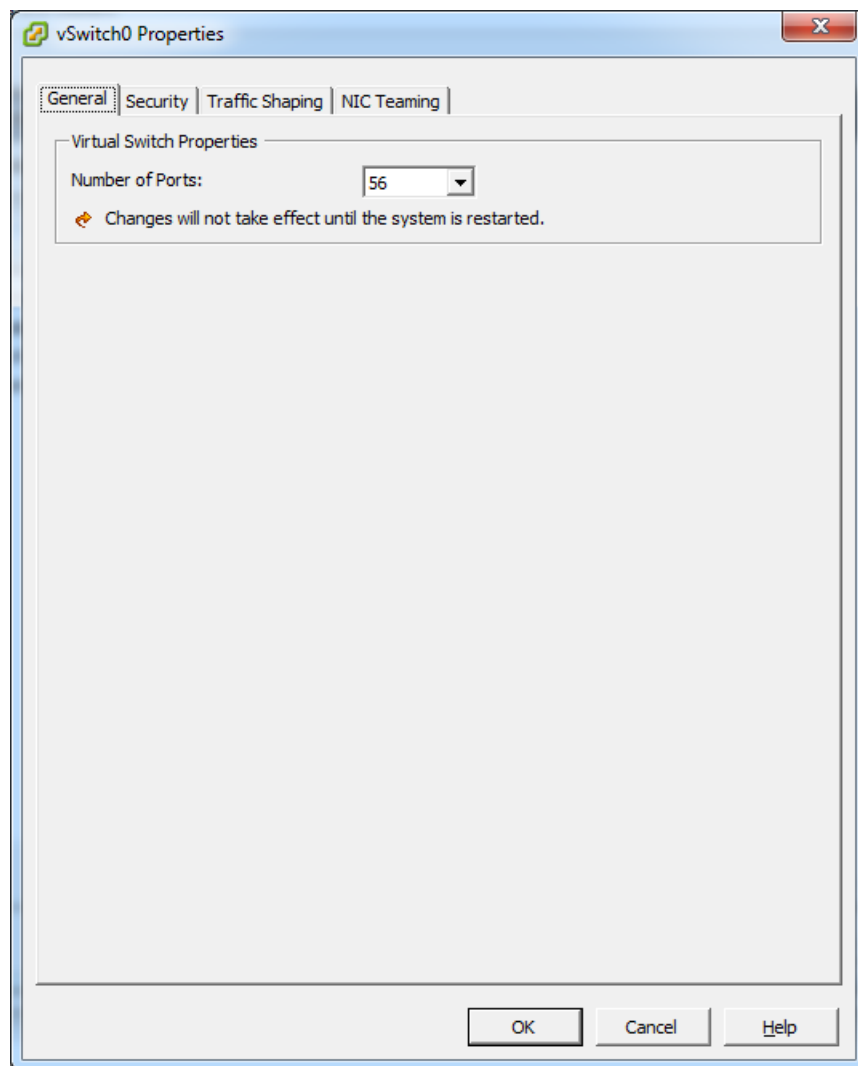 vSwitch0 Properties
X
General Security Traffic Shaping NIC Teaming
Virtual Switch Properties
Number of Ports: 56
Changes will not take effect until the system is restarted.
OK Cancel Help